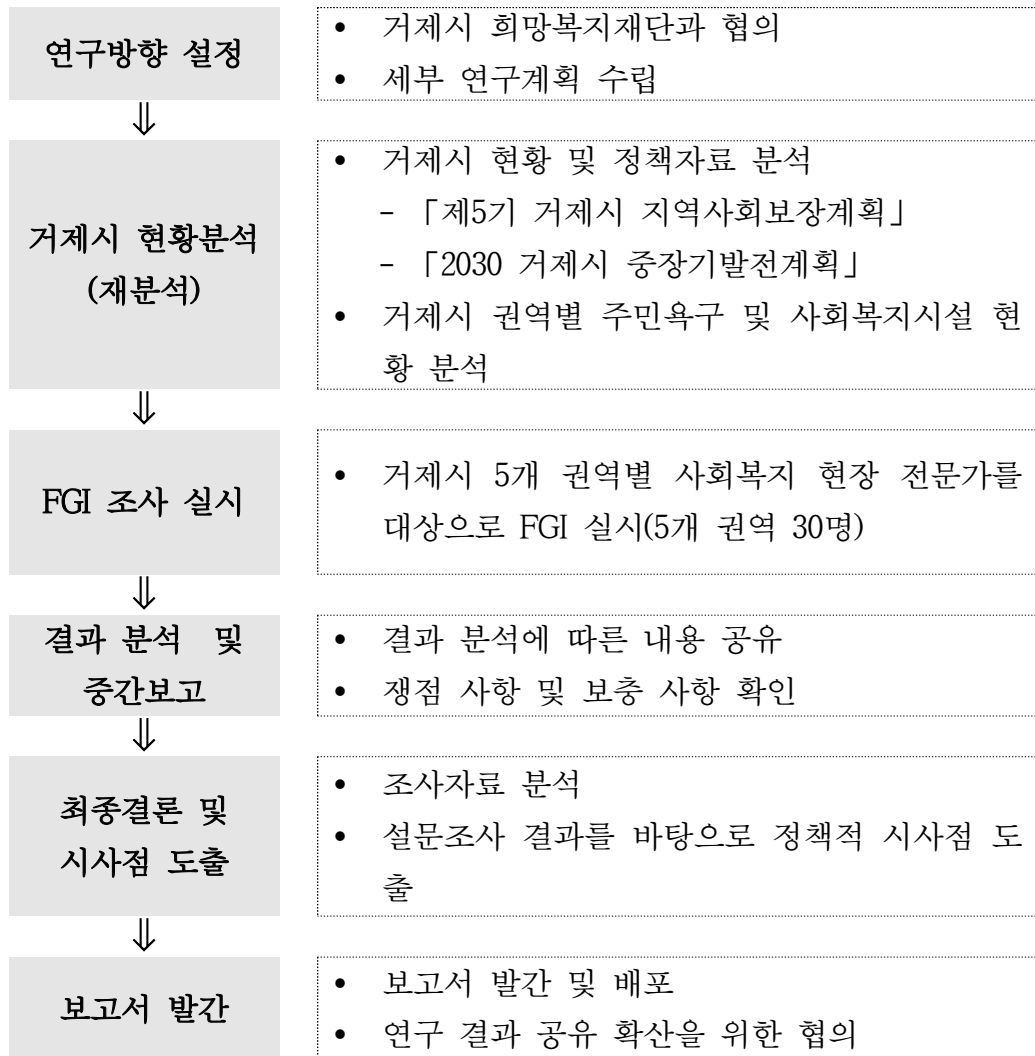 연구방향 설정
• 거제시 희망복지재단과 협의
• 세부 연구계획 수립
⇓
거제시 현황분석
(재분석)
• 거제시 현황 및 정책자료 분석
- 「제5기 거제시 지역사회보장계획」
- 「2030 거제시 중장기발전계획」
• 거제시 권역별 주민욕구 및 사회복지시설 현
황 분석
⇓
FGI 조사 실시
• 거제시 5개 권역별 사회복지 현장 전문가를
대상으로 FGI 실시(5개 권역 30명)
⇓
결과 분석 및
중간보고
• 결과 분석에 따른 내용 공유
• 쟁점 사항 및 보충 사항 확인
⇓
최종결론 및
시사점 도출
• 조사자료 분석
• 설문조사 결과를 바탕으로 정책적 시사점 도
출
⇓
보고서 발간
• 보고서 발간 및 배포
• 연구 결과 공유 확산을 위한 협의